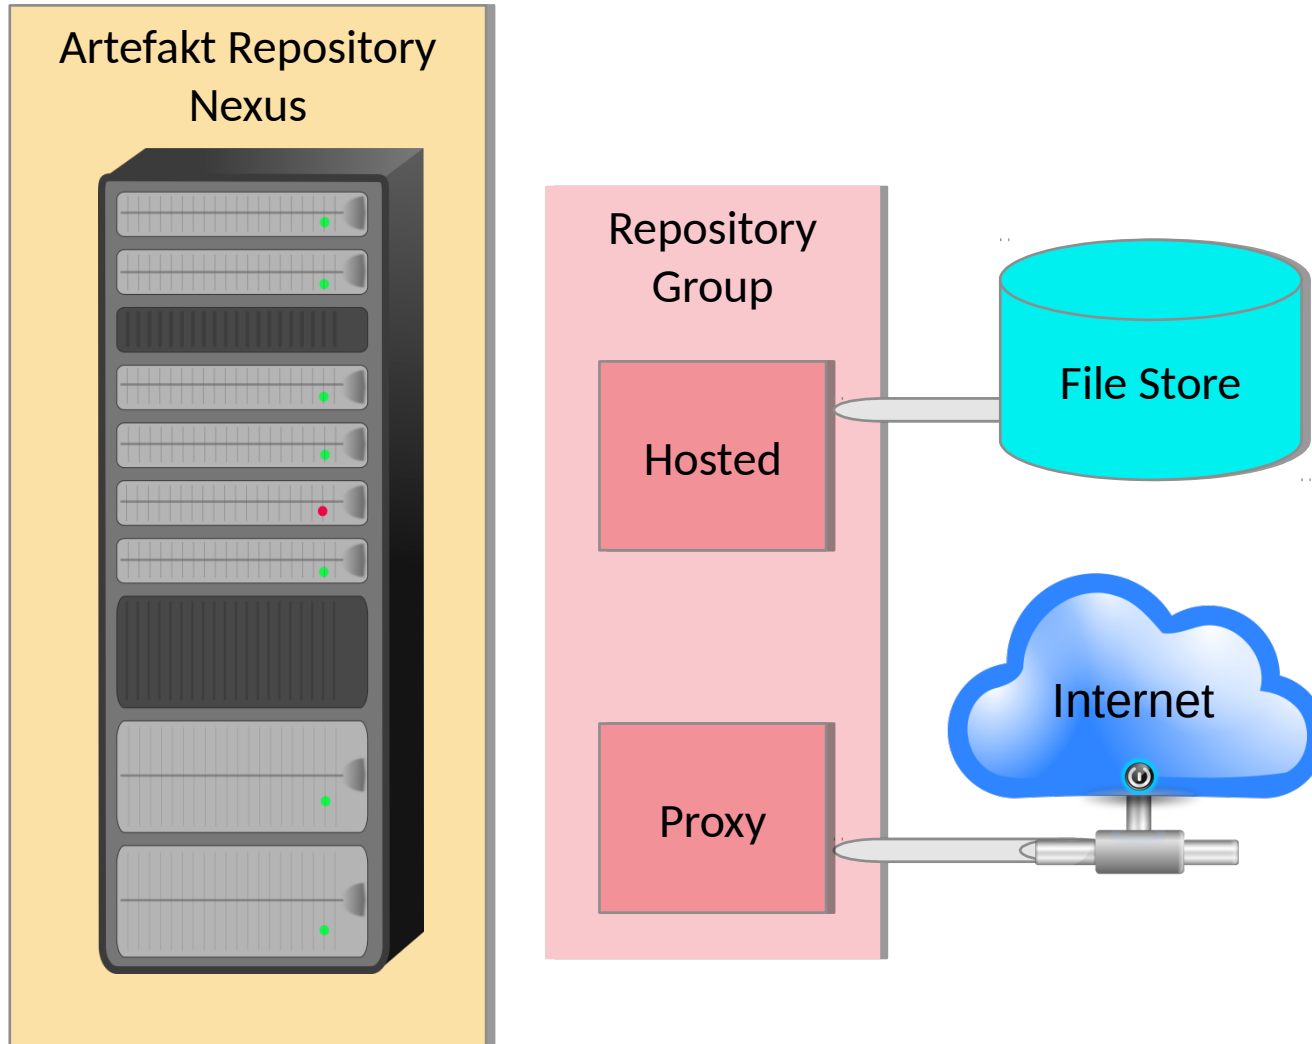 Artefakt Repository
Nexus
Repository
Group
Hosted
File Store
Internet
Proxy